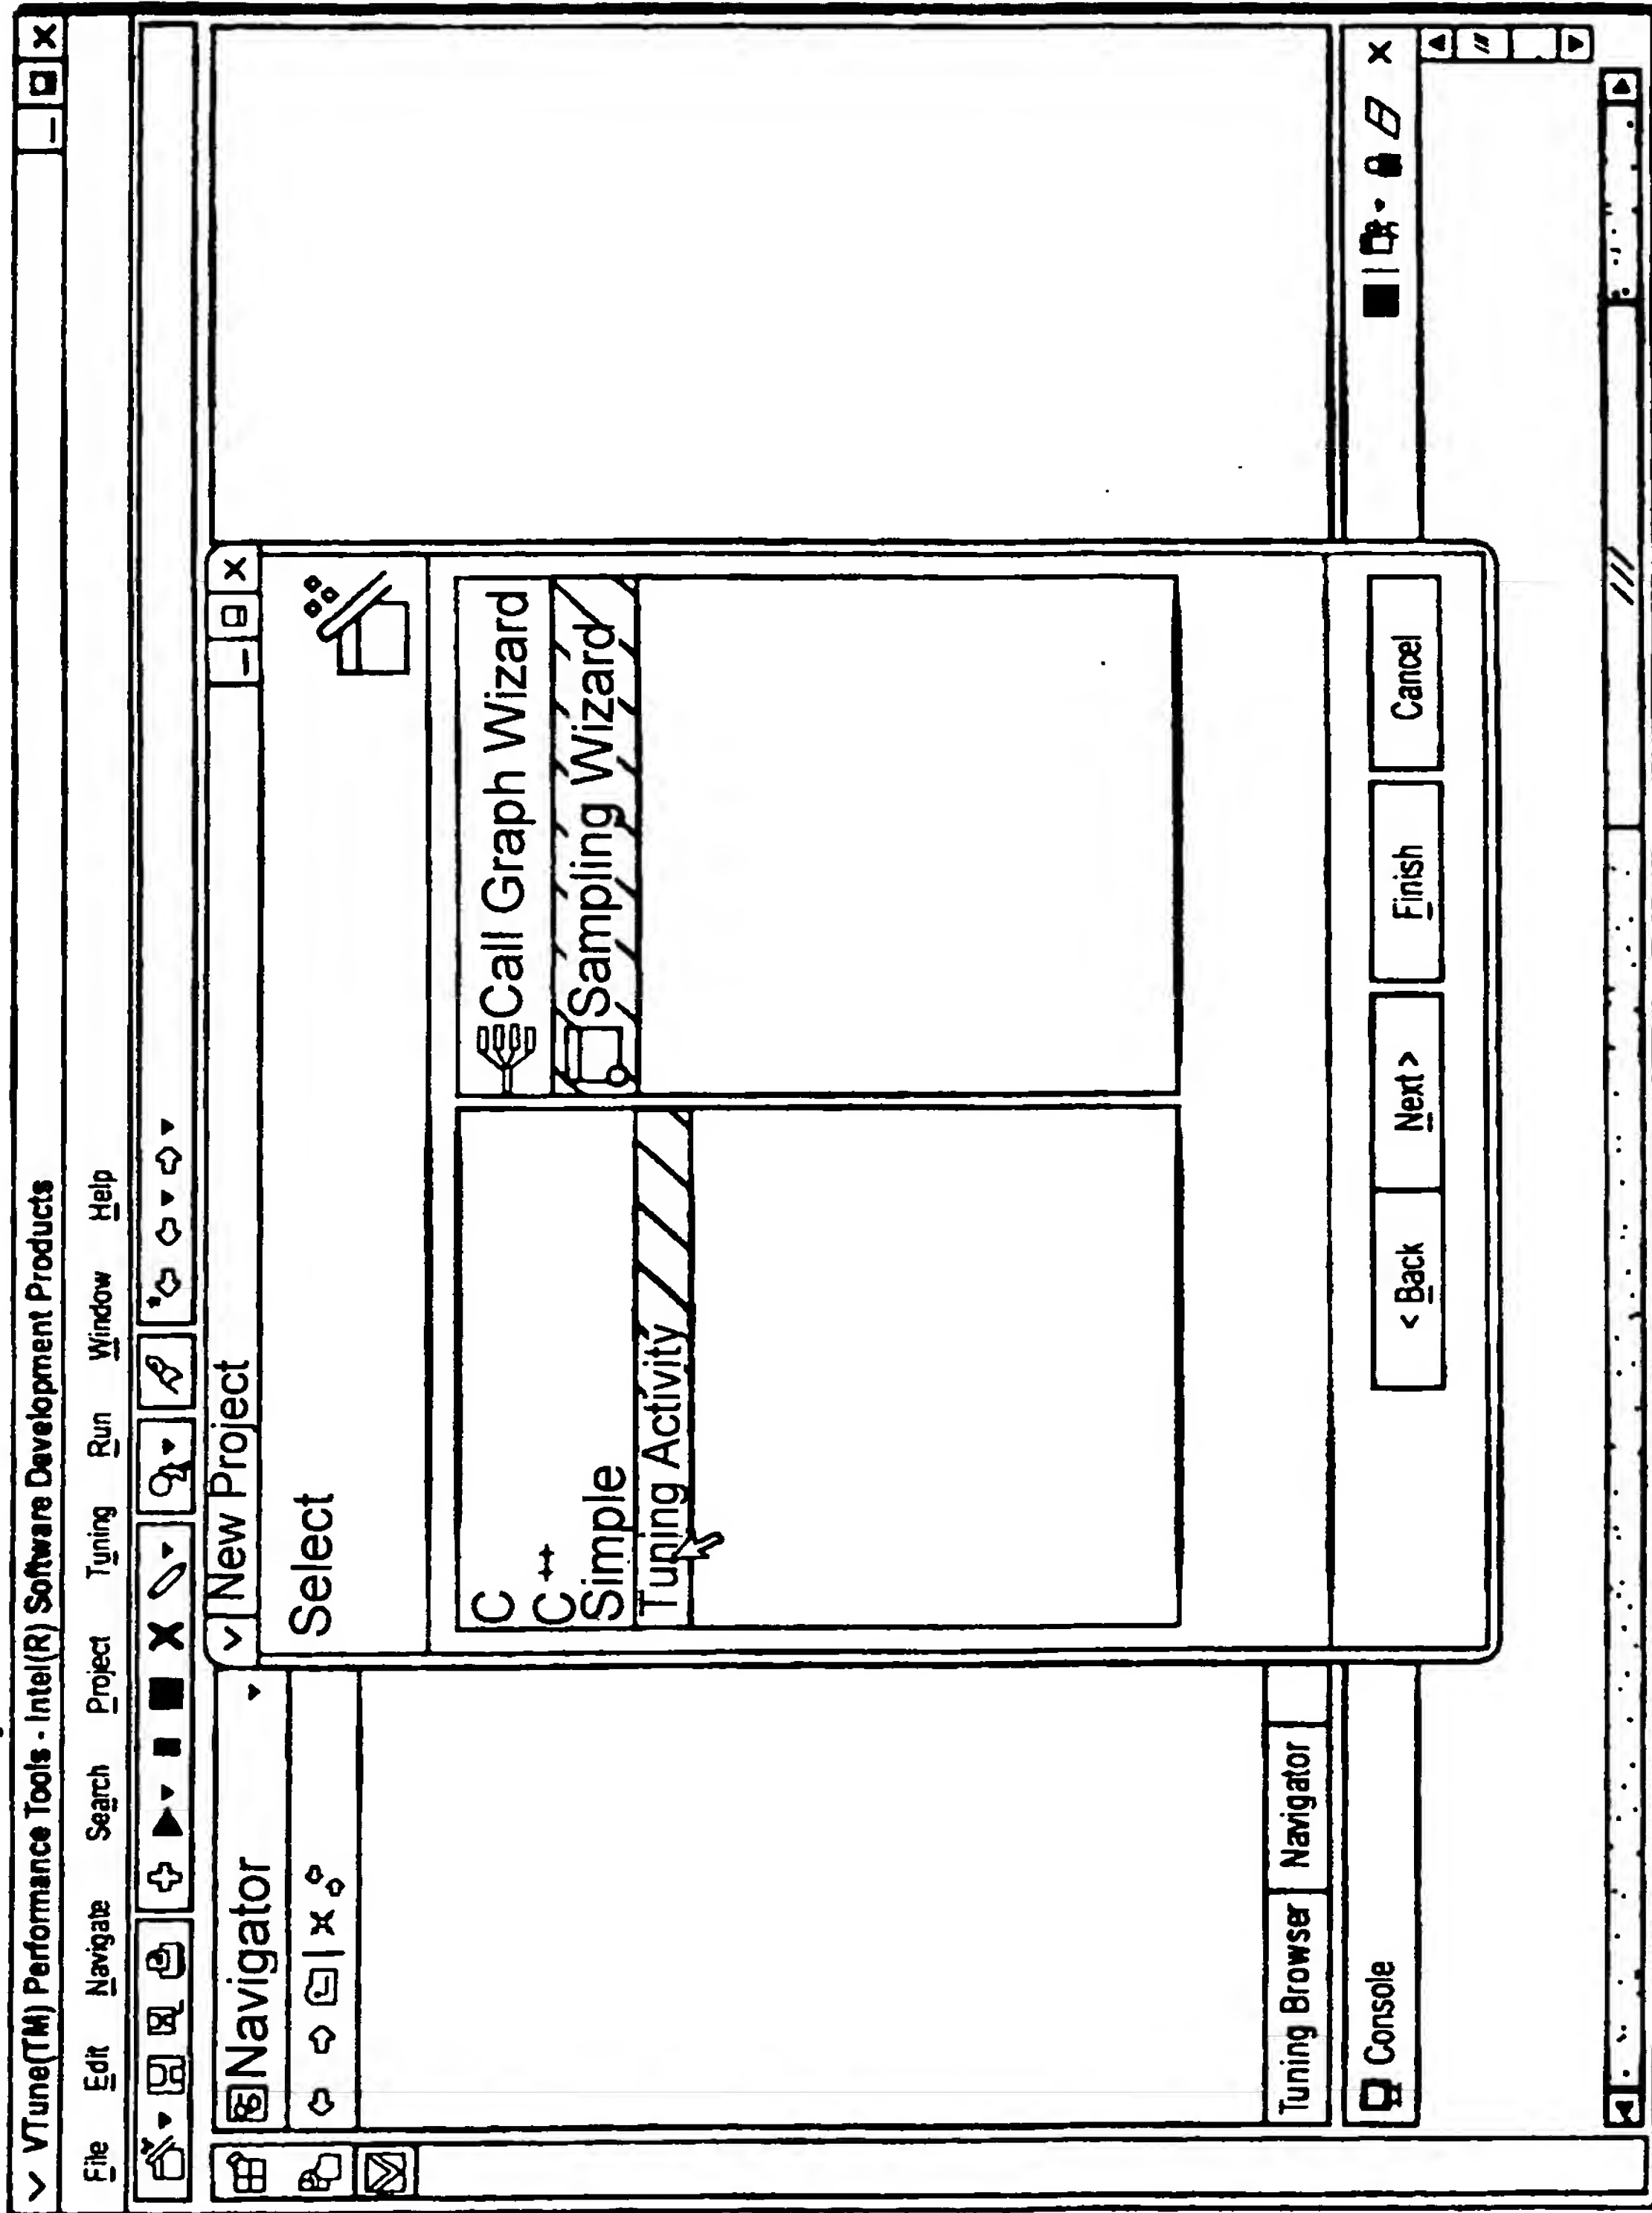 VTune(TM) Performance Tools - Intel(R) Software Development Products
File Edit Navigate Search Project Tuning Run Window Help
Navigator
New Project
Select
C
C++
Simple
Tuning Activity
Call Graph Wizard
Sampling Wizard
< Back Next > Finish Cancel
Tuning Browser Navigator
Console